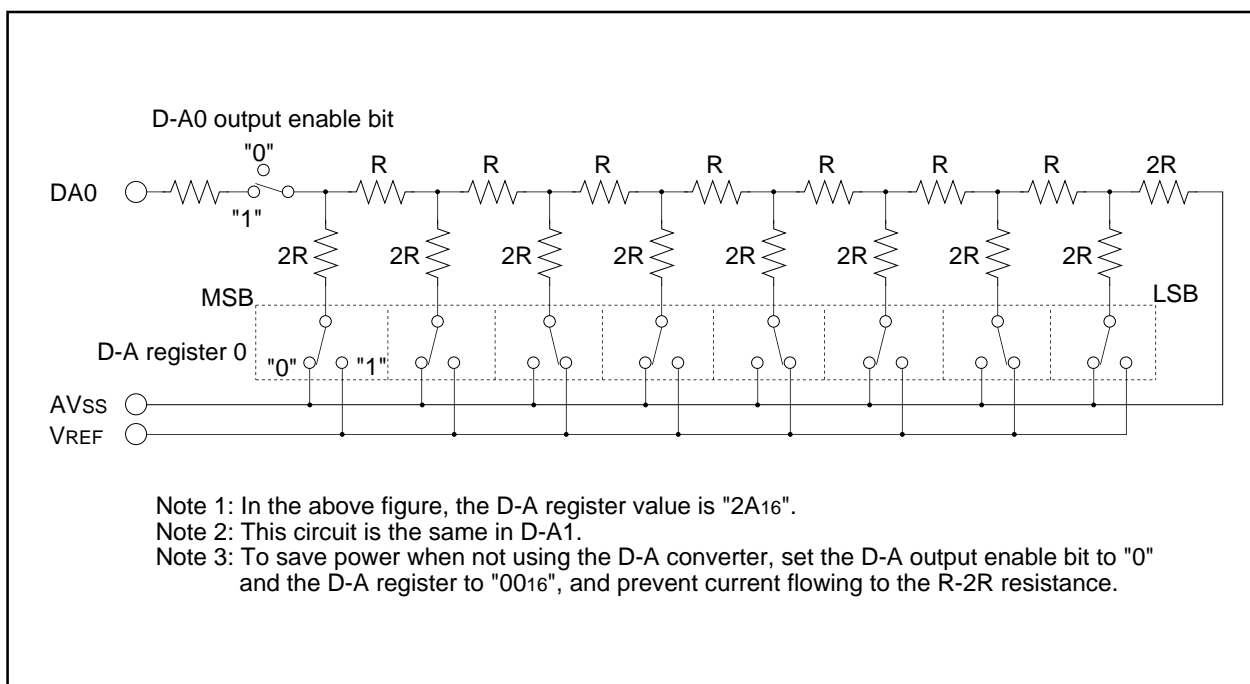 D-A0 output enable bit
"0"
R R R R R R R 2R
DA0
"1"
2R 2R 2R 2R 2R 2R 2R 2R
MSB LSB
D-A register 0
"0" "1"
AVSS
VREF
Note 1: In the above figure, the D-A register value is "2A16".
Note 2: This circuit is the same in D-A1.
Note 3: To save power when not using the D-A converter, set the D-A output enable bit to "0"
and the D-A register to "0016", and prevent current flowing to the R-2R resistance.